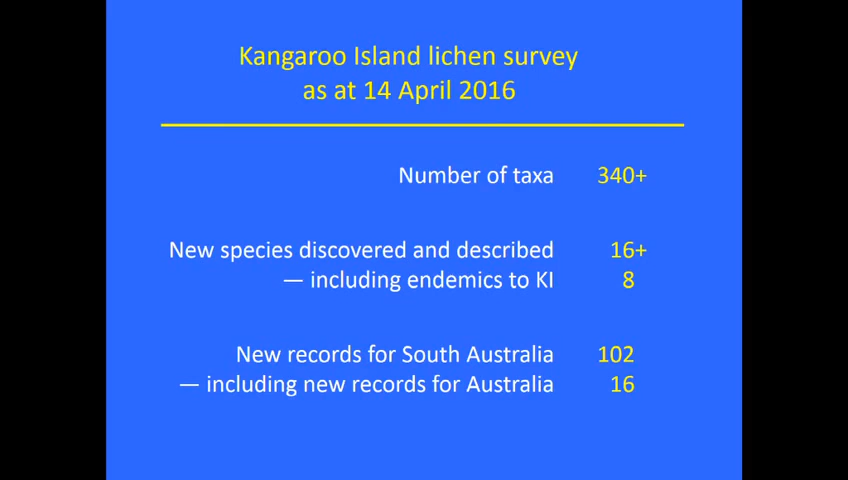 Kangaroo Island lichen survey
as at 14 April 2016
Number of taxa 340+
New species discovered and described 16+
— including endemics to KI 8
New records for South Australia 102
— including new records for Australia 16